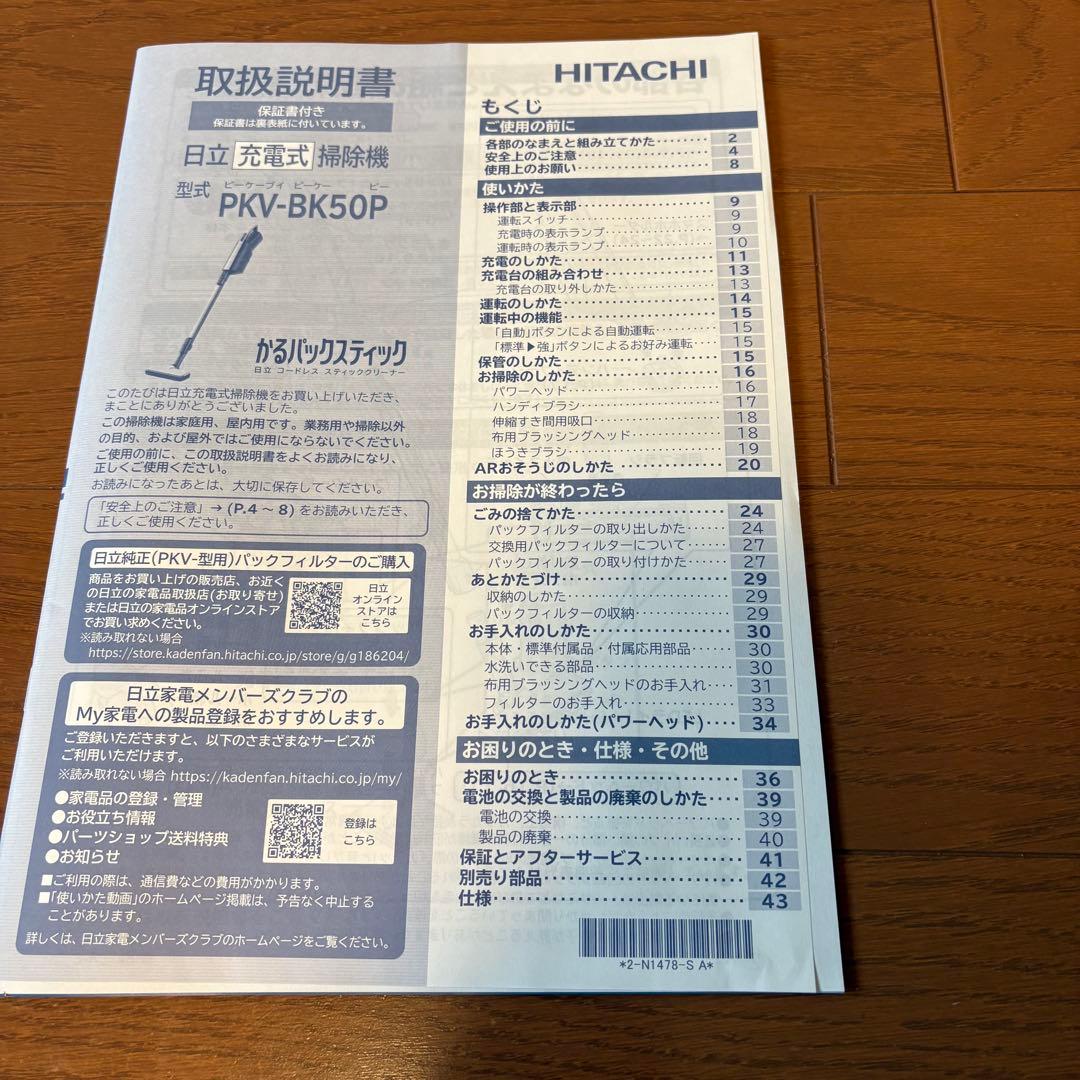 取扱説明書
保証書付き
保証書は裏表紙に付いています。
日立 充電式 掃除機
ピーケーブイ ビーケー ピー
型式 PKV-BK50P
かるパックスティック
日立 コードレス スティッククリーナー
このたびは日立充電式掃除機をお買い上げいただき、
まことにありがとうございました。
この掃除機は家庭用、屋内用です。業務用や掃除以外
の目的、および屋外ではご使用にならないでください。
ご使用の前に、この取扱説明書をよくお読みになり、
正しくご使用ください。
お読みになったあとは、大切に保存してください。
「安全上のご注意」→(P.4～8)をお読みいただき、
正しくご使用ください。
日立純正(PKV-型用)パックフィルターのご購入
商品をお買い上げの販売店、お近く
の日立の家電品取扱店(お取り寄せ)
または日立の家電品オンラインストア
でお買い求めください。
※読み取れない場合
https://store.kadenfan.hitachi.co.jp/store/g/g186204/
日立
オンライン
ストアは
こちら
日立家電メンバーズクラブの
My家電への製品登録をおすすめします。
ご登録いただきますと、以下のさまざまなサービスが
ご利用いただけます。
※読み取れない場合 https://kadenfan.hitachi.co.jp/my/
●家電品の登録・管理
●お役立ち情報
●パーツショップ送料特典
●お知らせ
登録は
こちら
■ご利用の際は、通信費などの費用がかかります。
■「使いかた動画」のホームページ掲載は、予告なく中止する
ことがあります。
詳しくは、日立家電メンバーズクラブのホームページをご覧ください。
HITACHI
もくじ
ご使用の前に
各部のなまえと組み立てかた········ 2
安全上のご注意········ 4
使用上のお願い········ 8
使いかた
操作部と表示部········ 9
運転スイッチ········ 9
充電時の表示ランプ········ 9
運転時の表示ランプ········ 10
充電のしかた········ 11
充電台の組み合わせ········ 13
充電台の取り外しかた········ 13
運転のしかた········ 14
運転中の機能········ 15
「自動」ボタンによる自動運転········ 15
「標準▶強」ボタンによるお好み運転···· 15
保管のしかた········ 15
お掃除のしかた········ 16
パワーヘッド········ 16
ハンディブラシ········ 17
伸縮すき間用吸口········ 18
布用ブラッシングヘッド········ 18
ほうきブラシ········ 19
ARおそうじのしかた········ 20
お掃除が終わったら
ごみの捨てかた········ 24
パックフィルターの取り出しかた········ 24
交換用パックフィルターについて········ 27
パックフィルターの取り付けかた········ 27
あとかたづけ········ 29
収納のしかた········ 29
パックフィルターの収納········ 29
お手入れのしかた········ 30
本体・標準付属品・付属応用部品····· 30
水洗いできる部品········ 30
布用ブラッシングヘッドのお手入れ···· 31
フィルターのお手入れ········ 33
お手入れのしかた(パワーヘッド)···· 34
お困りのとき・仕様・その他
お困りのとき········ 36
電池の交換と製品の廃棄のしかた···· 39
電池の交換········ 39
製品の廃棄········ 40
保証とアフターサービス········ 41
別売り部品········ 42
仕様········ 43
*2-N1478-S A*